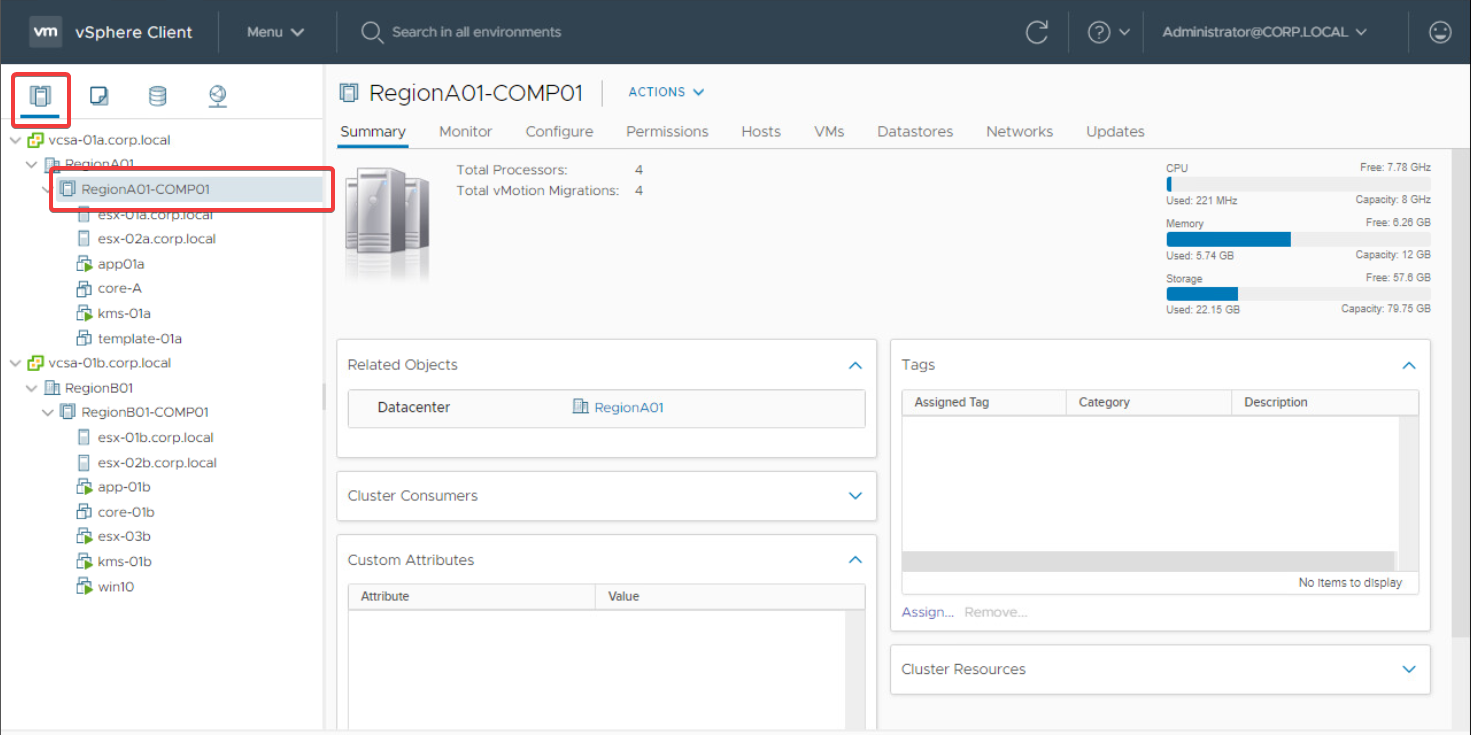 vm vSphere Client Menu Search in all environments Administrator@CORP.LOCAL
RegionA01-COMP01 ACTIONS
Summary Monitor Configure Permissions Hosts VMs Datastores Networks Updates
vcsa-01a.corp.local
RegionA01
RegionA01-COMP01
esx-01a.corp.local
esx-02a.corp.local
app01a
core-A
kms-01a
template-01a
vcsa-01b.corp.local
RegionB01
RegionB01-COMP01
esx-01b.corp.local
esx-02b.corp.local
app-01b
core-01b
esx-03b
kms-01b
win10
Total Processors: 4
Total vMotion Migrations: 4
CPU Free: 7.78 GHz
Used: 221 MHz Capacity: 8 GHz
Memory Free: 6.26 GB
Used: 5.74 GB Capacity: 12 GB
Storage Free: 57.6 GB
Used: 22.15 GB Capacity: 79.75 GB
Related Objects
Datacenter RegionA01
Cluster Consumers
Custom Attributes
Attribute Value
Tags
Assigned Tag Category Description
No items to display
Assign... Remove...
Cluster Resources